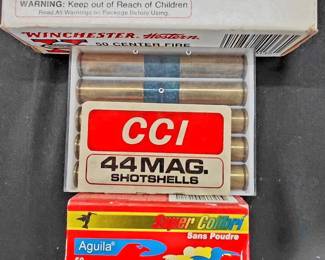 WARNING: Keep out of Reach of Children.
Read All Warnings on Package Before Using.
WINCHESTER Western
50 CENTER FIRE
CCI
44 MAG.
SHOTSHELLS
Super Colibri
Sans Poudre
Aguila®
50